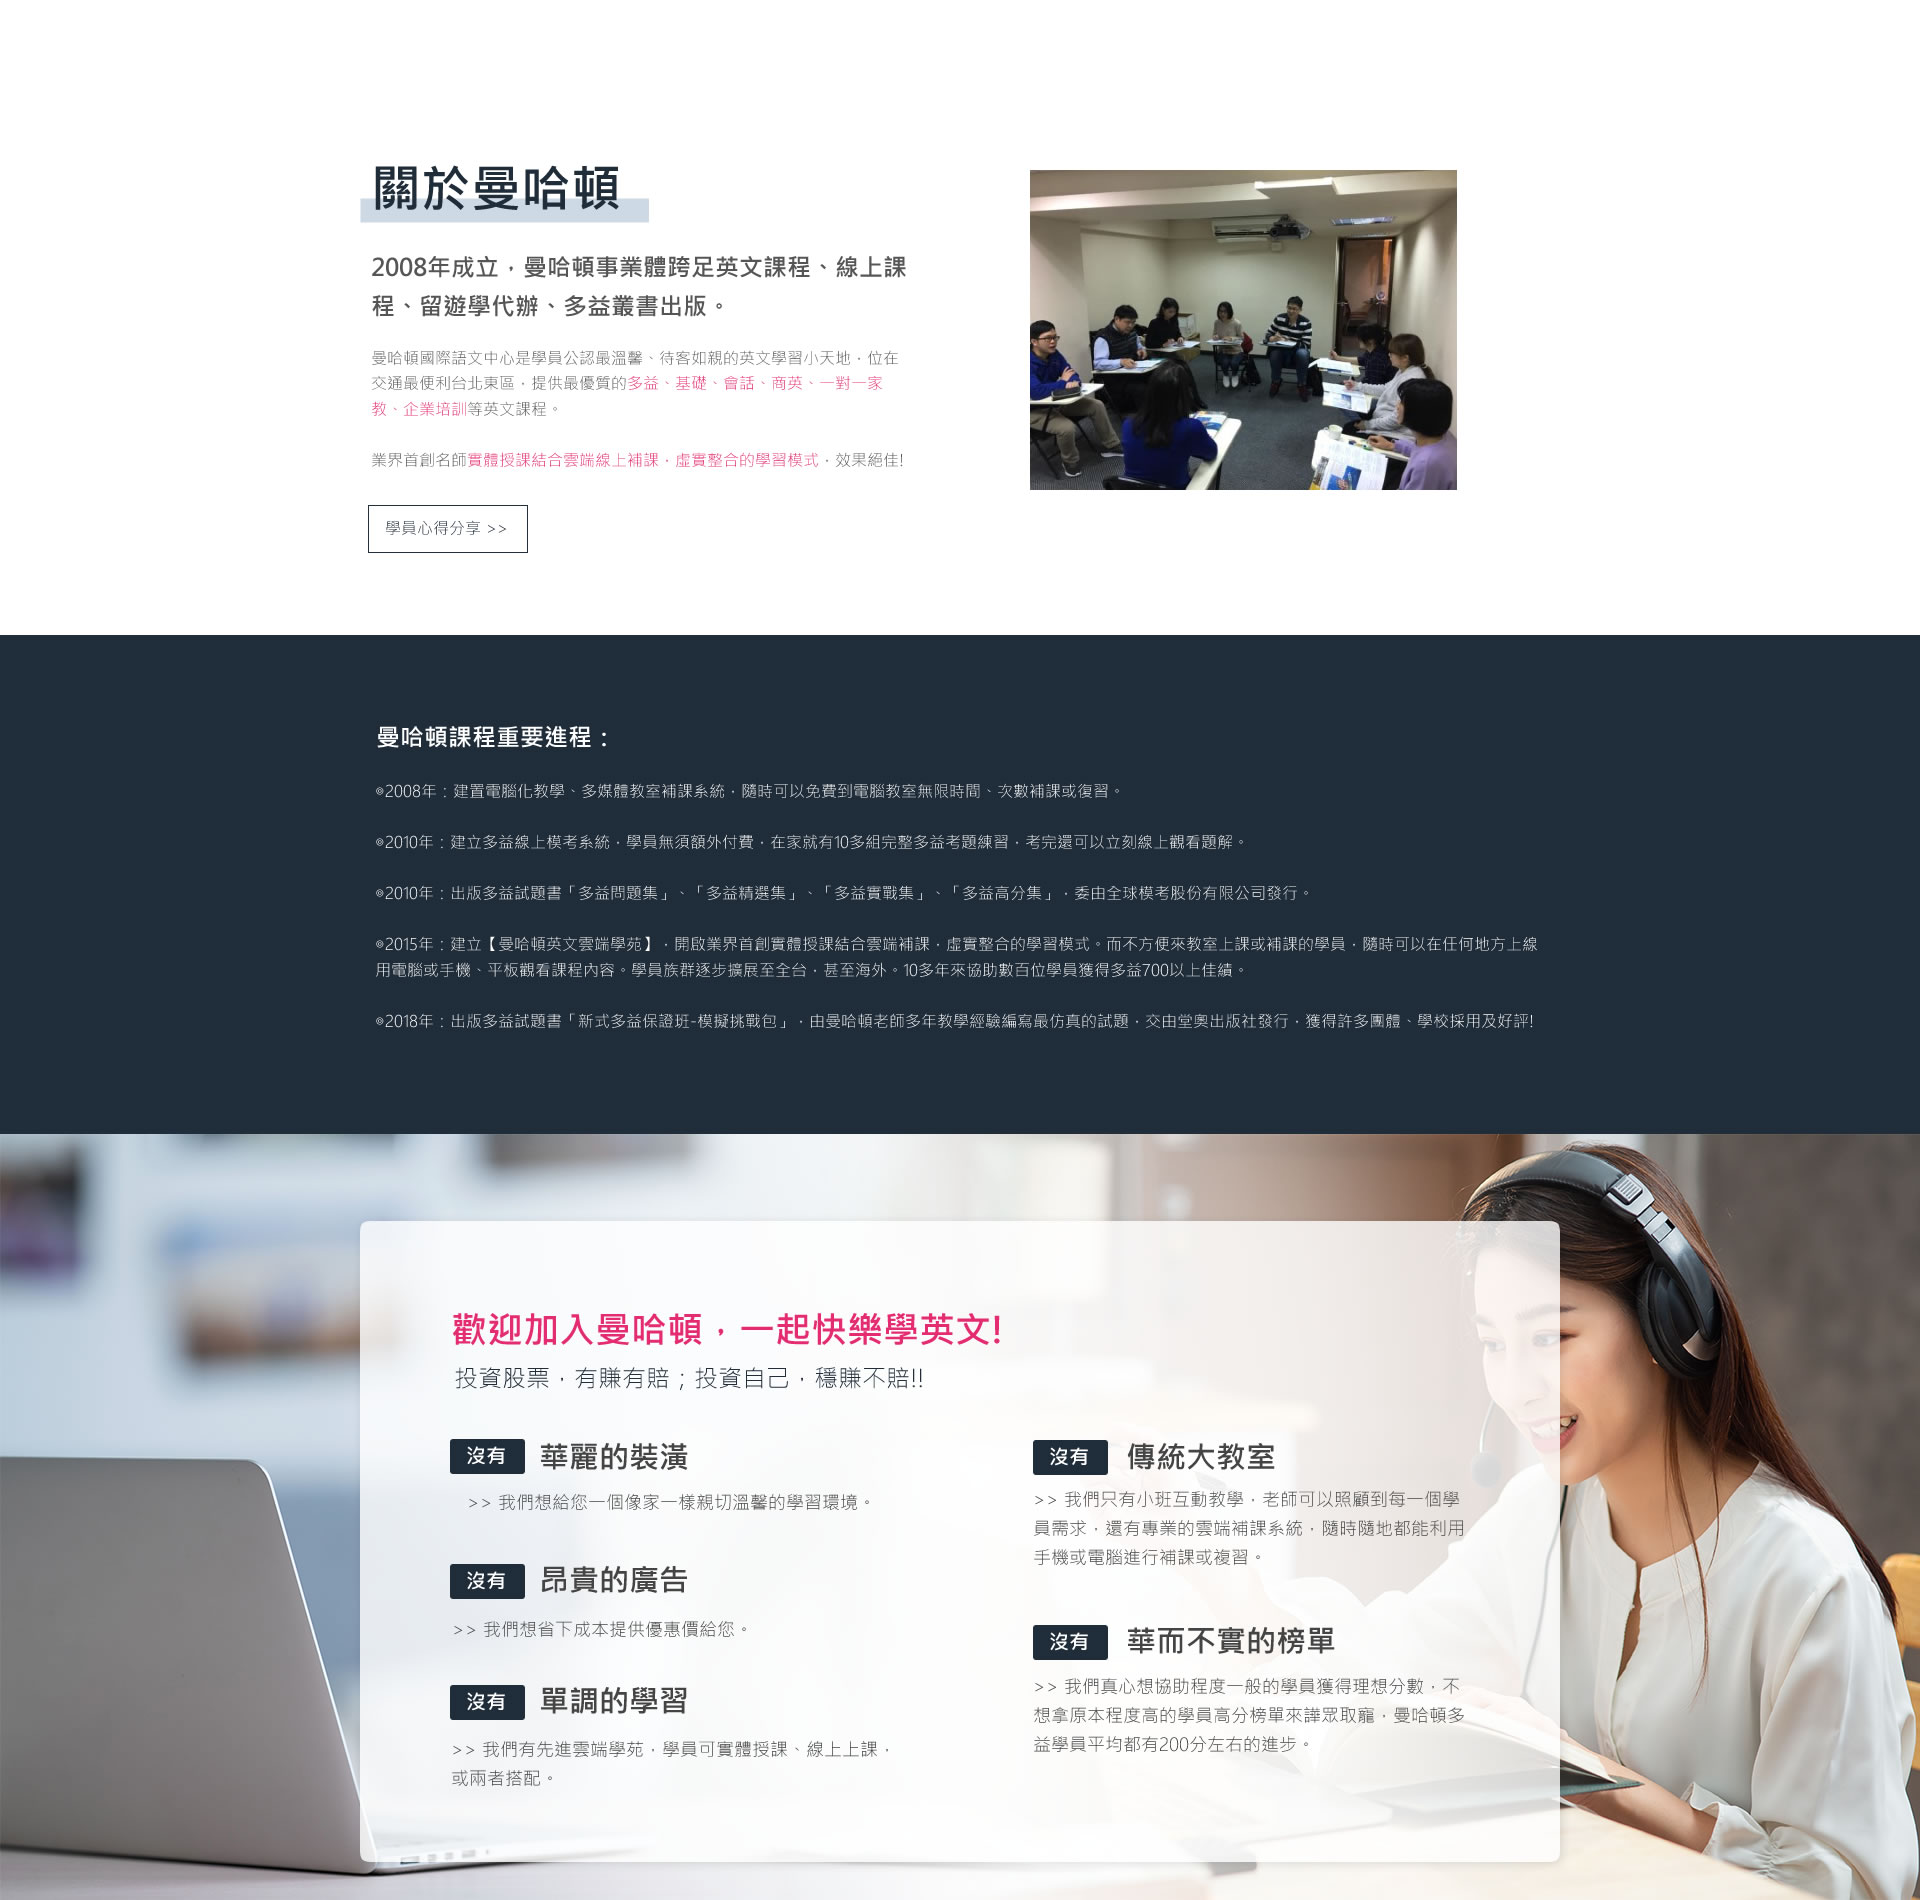 關於曼哈頓
2008年成立，曼哈頓事業體跨足英文課程、線上課
程、留遊學代辦、多益叢書出版。
曼哈頓國際語文中心是學員公認最溫馨、待客如親的英文學習小天地，位在
交通最便利台北東區，提供最優質的多益、基礎、會話、商英、一對一家
教、企業培訓等英文課程。
業界首創名師實體授課結合雲端線上補課，虛實整合的學習模式，效果絕佳!
學員心得分享 >>
曼哈頓課程重要進程：
◎2008年：建置電腦化教學、多媒體教室補課系統，隨時可以免費到電腦教室無限時間、次數補課或復習。
◎2010年：建立多益線上模考系統，學員無須額外付費，在家就有10多組完整多益考題練習，考完還可以立刻線上觀看題解。
◎2010年：出版多益試題書「多益問題集」、「多益精選集」、「多益實戰集」、「多益高分集」，委由全球模考股份有限公司發行。
◎2015年：建立【曼哈頓英文雲端學苑】，開啟業界首創實體授課結合雲端補課，虛實整合的學習模式。而不方便來教室上課或補課的學員，隨時可以在任何地方上線
用電腦或手機、平板觀看課程內容。學員族群逐步擴展至全台，甚至海外。10多年來協助數百位學員獲得多益700以上佳績。
◎2018年：出版多益試題書「新式多益保證班-模擬挑戰包」，由曼哈頓老師多年教學經驗編寫最仿真的試題，交由堂奧出版社發行，獲得許多團體、學校採用及好評!
歡迎加入曼哈頓，一起快樂學英文!
投資股票，有賺有賠；投資自己，穩賺不賠!!
沒有 華麗的裝潢
>> 我們想給您一個像家一樣親切溫馨的學習環境。
沒有 昂貴的廣告
>> 我們想省下成本提供優惠價給您。
沒有 單調的學習
>> 我們有先進雲端學苑，學員可實體授課、線上上課，
或兩者搭配。
沒有 傳統大教室
>> 我們只有小班互動教學，老師可以照顧到每一個學
員需求，還有專業的雲端補課系統，隨時隨地都能利用
手機或電腦進行補課或複習。
沒有 華而不實的榜單
>> 我們真心想協助程度一般的學員獲得理想分數，不
想拿原本程度高的學員高分榜單來譁眾取寵，曼哈頓多
益學員平均都有200分左右的進步。